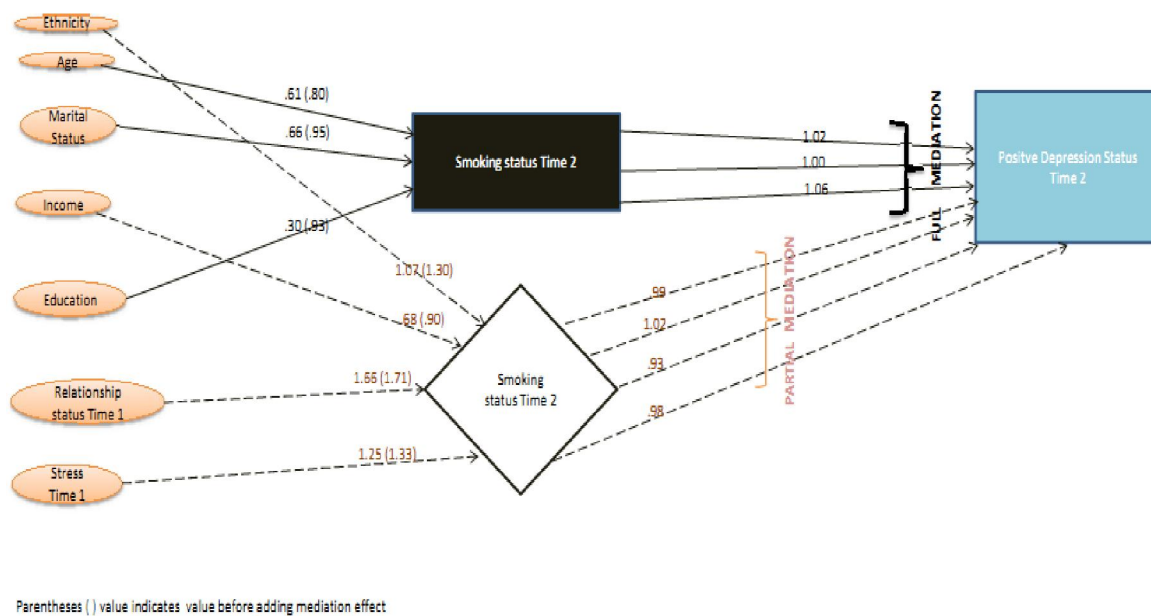 Ethnicity
Age
Marital
Status
Income
Education
Relationship
status Time 1
Stress
Time 1
.61 (.80)
.66 (.95)
.30 (.93)
1.07 (1.30)
.68 (.90)
1.66 (1.71)
1.25 (1.33)
Smoking status Time 2
Smoking
status Time 2
1.02
1.00
1.06
.99
1.02
.93
.98
FULL MEDIATION
PARTIAL MEDIATION
Positve Depression Status
Time 2
Parentheses ( ) value indicates value before adding mediation effect